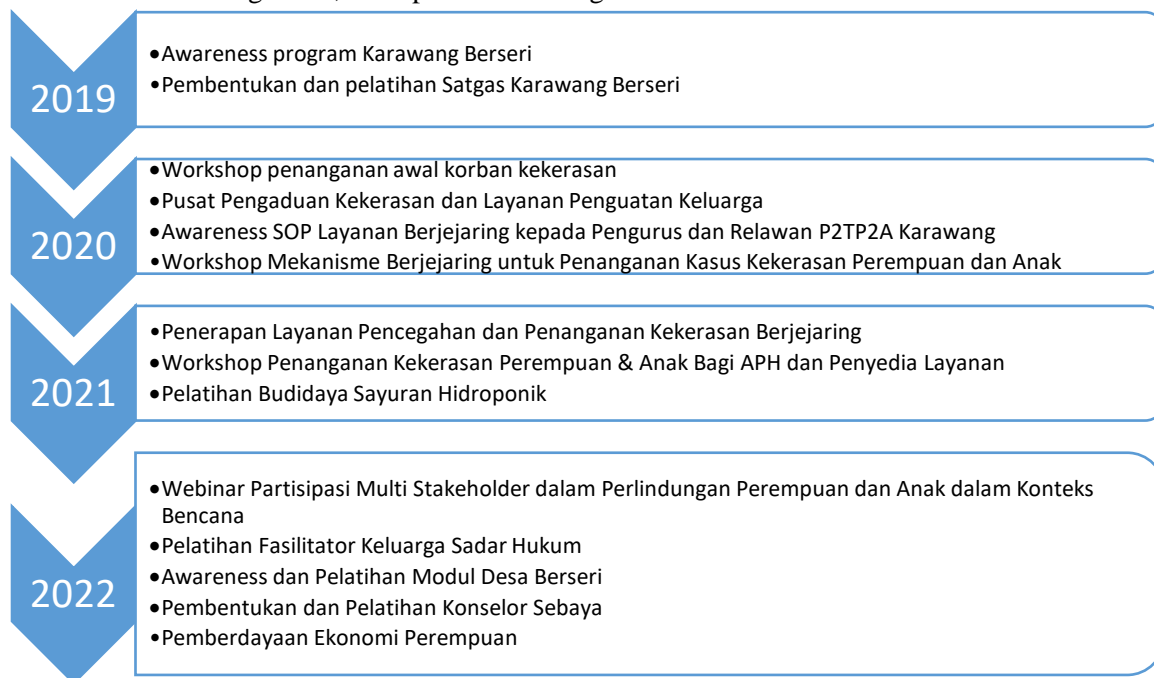 2019
•Awareness program Karawang Berseri
•Pembentukan dan pelatihan Satgas Karawang Berseri
2020
•Workshop penanganan awal korban kekerasan
•Pusat Pengaduan Kekerasan dan Layanan Penguatan Keluarga
•Awareness SOP Layanan Berjejaring kepada Pengurus dan Relawan P2TP2A Karawang
•Workshop Mekanisme Berjejaring untuk Penanganan Kasus Kekerasan Perempuan dan Anak
2021
•Penerapan Layanan Pencegahan dan Penanganan Kekerasan Berjejaring
•Workshop Penanganan Kekerasan Perempuan & Anak Bagi APH dan Penyedia Layanan
•Pelatihan Budidaya Sayuran Hidroponik
2022
•Webinar Partisipasi Multi Stakeholder dalam Perlindungan Perempuan dan Anak dalam Konteks
Bencana
•Pelatihan Fasilitator Keluarga Sadar Hukum
•Awareness dan Pelatihan Modul Desa Berseri
•Pembentukan dan Pelatihan Konselor Sebaya
•Pemberdayaan Ekonomi Perempuan